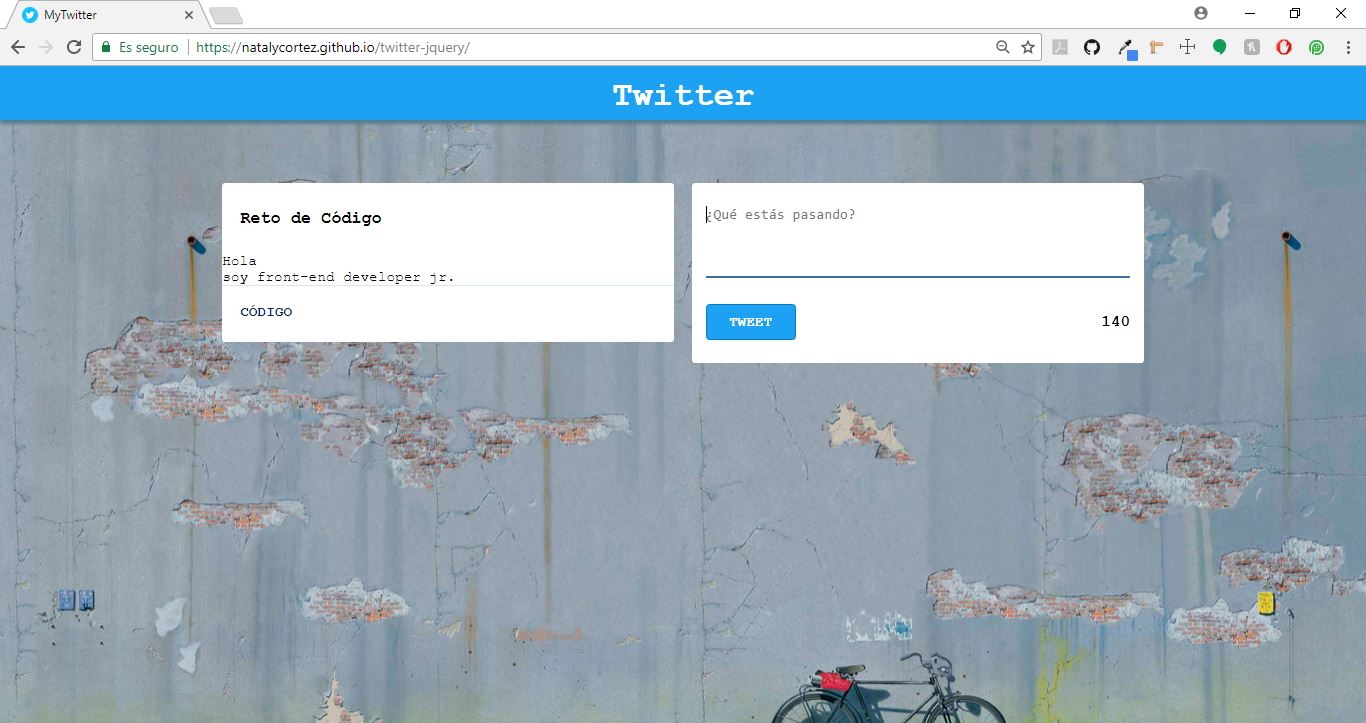 MyTwitter
Es seguro
https://natalycortez.github.io/twitter-jquery/
Twitter
Reto de Código
Hola
soy front-end developer jr.
CÓDIGO
¿Qué estás pasando?
TWEET
140